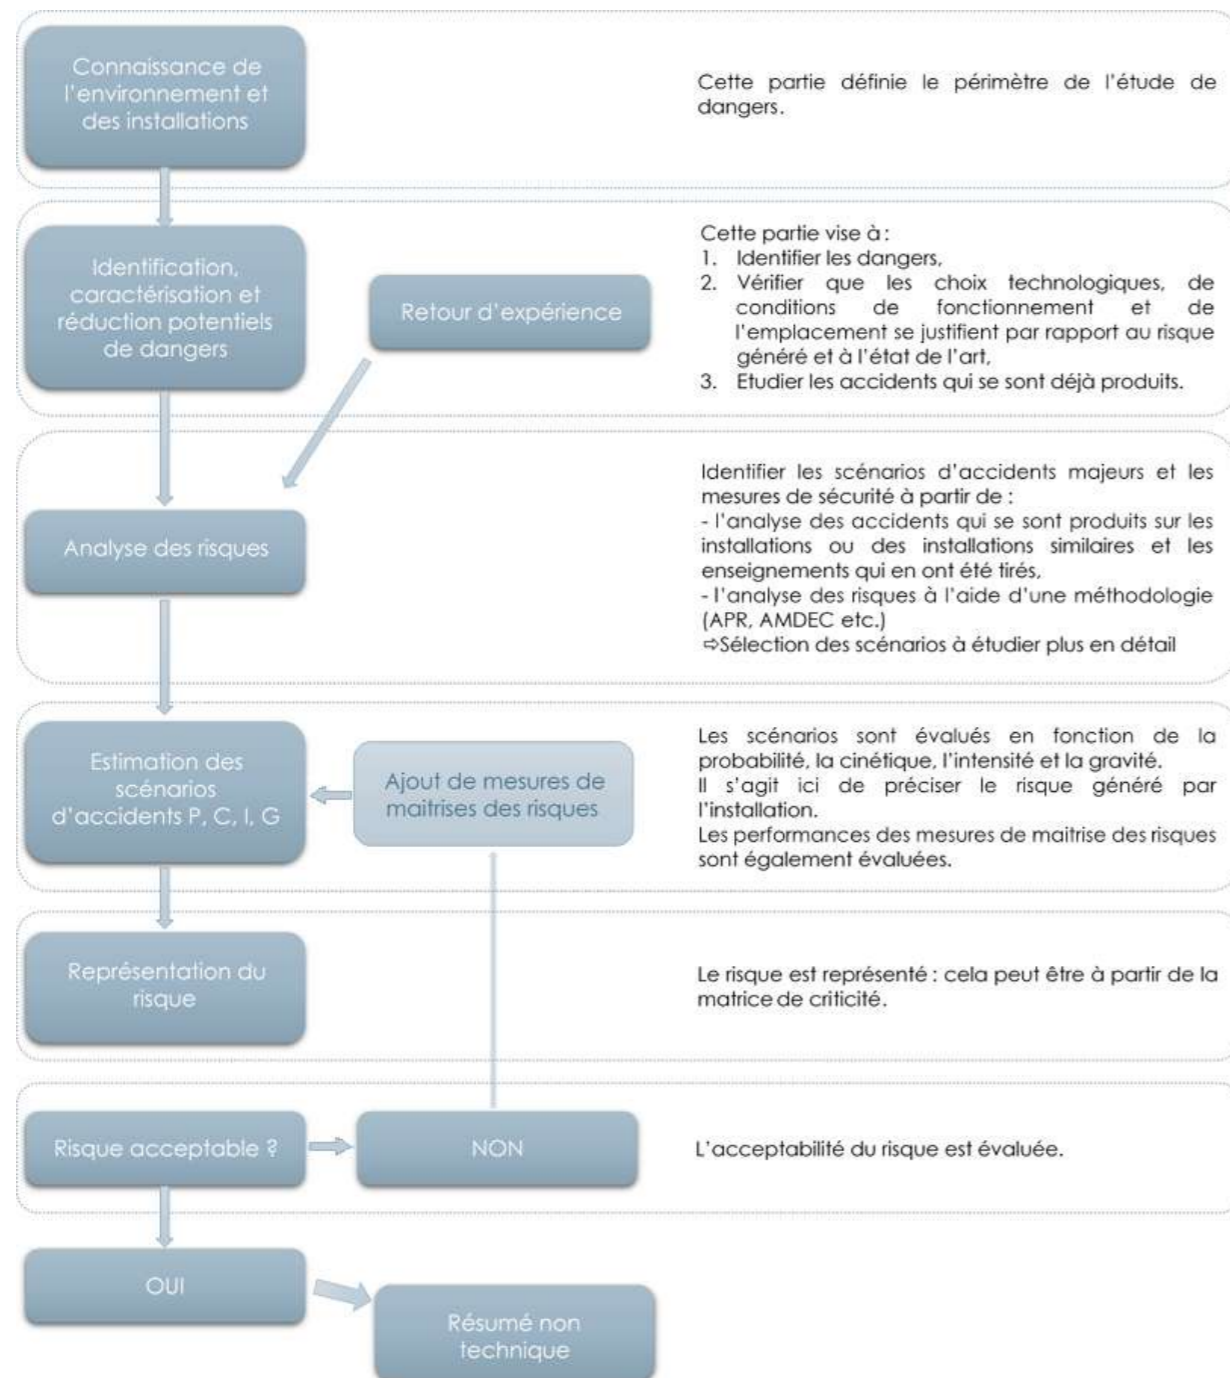 Connaissance de
l'environnement et
des installations
Cette partie définie le périmètre de l'étude de
dangers.
Identification,
caractérisation et
réduction potentiels
de dangers
Retour d'expérience
Cette partie vise à :
1. Identifier les dangers,
2. Vérifier que les choix technologiques, de
conditions de fonctionnement et de
l'emplacement se justifient par rapport au risque
généré et à l'état de l'art,
3. Etudier les accidents qui se sont déjà produits.
Analyse des risques
Identifier les scénarios d'accidents majeurs et les
mesures de sécurité à partir de :
- l'analyse des accidents qui se sont produits sur les
installations ou des installations similaires et les
enseignements qui en ont été tirés,
- l'analyse des risques à l'aide d'une méthodologie
(APR, AMDEC etc.)
⇨Sélection des scénarios à étudier plus en détail
Estimation des
scénarios
d'accidents P, C, I, G
Ajout de mesures de
maitrises des risques
Les scénarios sont évalués en fonction de la
probabilité, la cinétique, l'intensité et la gravité.
Il s'agit ici de préciser le risque généré par
l'installation.
Les performances des mesures de maitrise des risques
sont également évaluées.
Représentation du
risque
Le risque est représenté : cela peut être à partir de la
matrice de criticité.
Risque acceptable ?
NON
L'acceptabilité du risque est évaluée.
OUI
Résumé non
technique